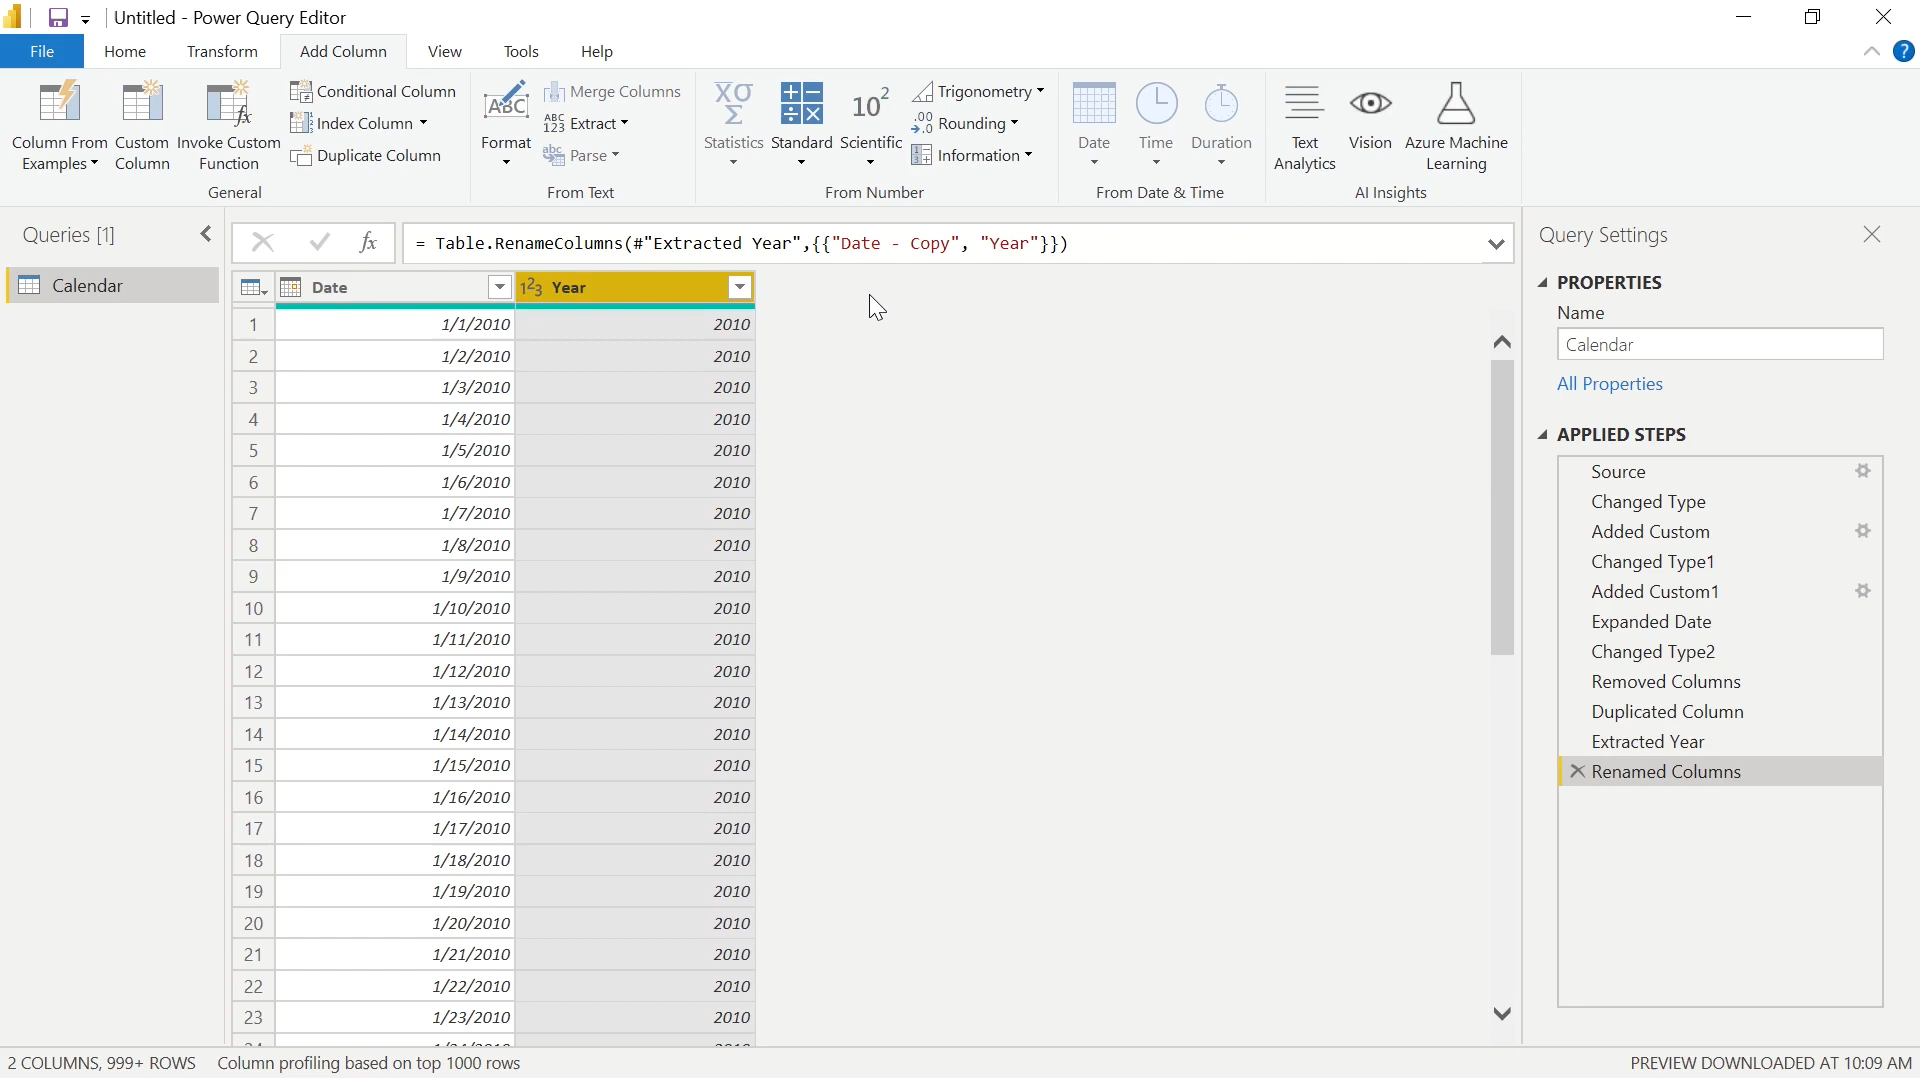 Untitled - Power Query Editor
File Home Transform Add Column View Tools Help
Column From Examples
Custom Column
Invoke Custom Function
Conditional Column
Index Column
Duplicate Column
General
Format
Merge Columns
Extract
Parse
From Text
Statistics
Standard
Scientific
Trigonometry
Rounding
Information
From Number
Date
Time
Duration
From Date & Time
Text Analytics
Vision
Azure Machine Learning
AI Insights
Queries [1]
Calendar
= Table.RenameColumns(#"Extracted Year",{{"Date - Copy", "Year"}})
Date 1²3 Year
1 1/1/2010 2010
2 1/2/2010 2010
3 1/3/2010 2010
4 1/4/2010 2010
5 1/5/2010 2010
6 1/6/2010 2010
7 1/7/2010 2010
8 1/8/2010 2010
9 1/9/2010 2010
10 1/10/2010 2010
11 1/11/2010 2010
12 1/12/2010 2010
13 1/13/2010 2010
14 1/14/2010 2010
15 1/15/2010 2010
16 1/16/2010 2010
17 1/17/2010 2010
18 1/18/2010 2010
19 1/19/2010 2010
20 1/20/2010 2010
21 1/21/2010 2010
22 1/22/2010 2010
23 1/23/2010 2010
Query Settings
PROPERTIES
Name
Calendar
All Properties
APPLIED STEPS
Source
Changed Type
Added Custom
Changed Type1
Added Custom1
Expanded Date
Changed Type2
Removed Columns
Duplicated Column
Extracted Year
Renamed Columns
2 COLUMNS, 999+ ROWS Column profiling based on top 1000 rows
PREVIEW DOWNLOADED AT 10:09 AM